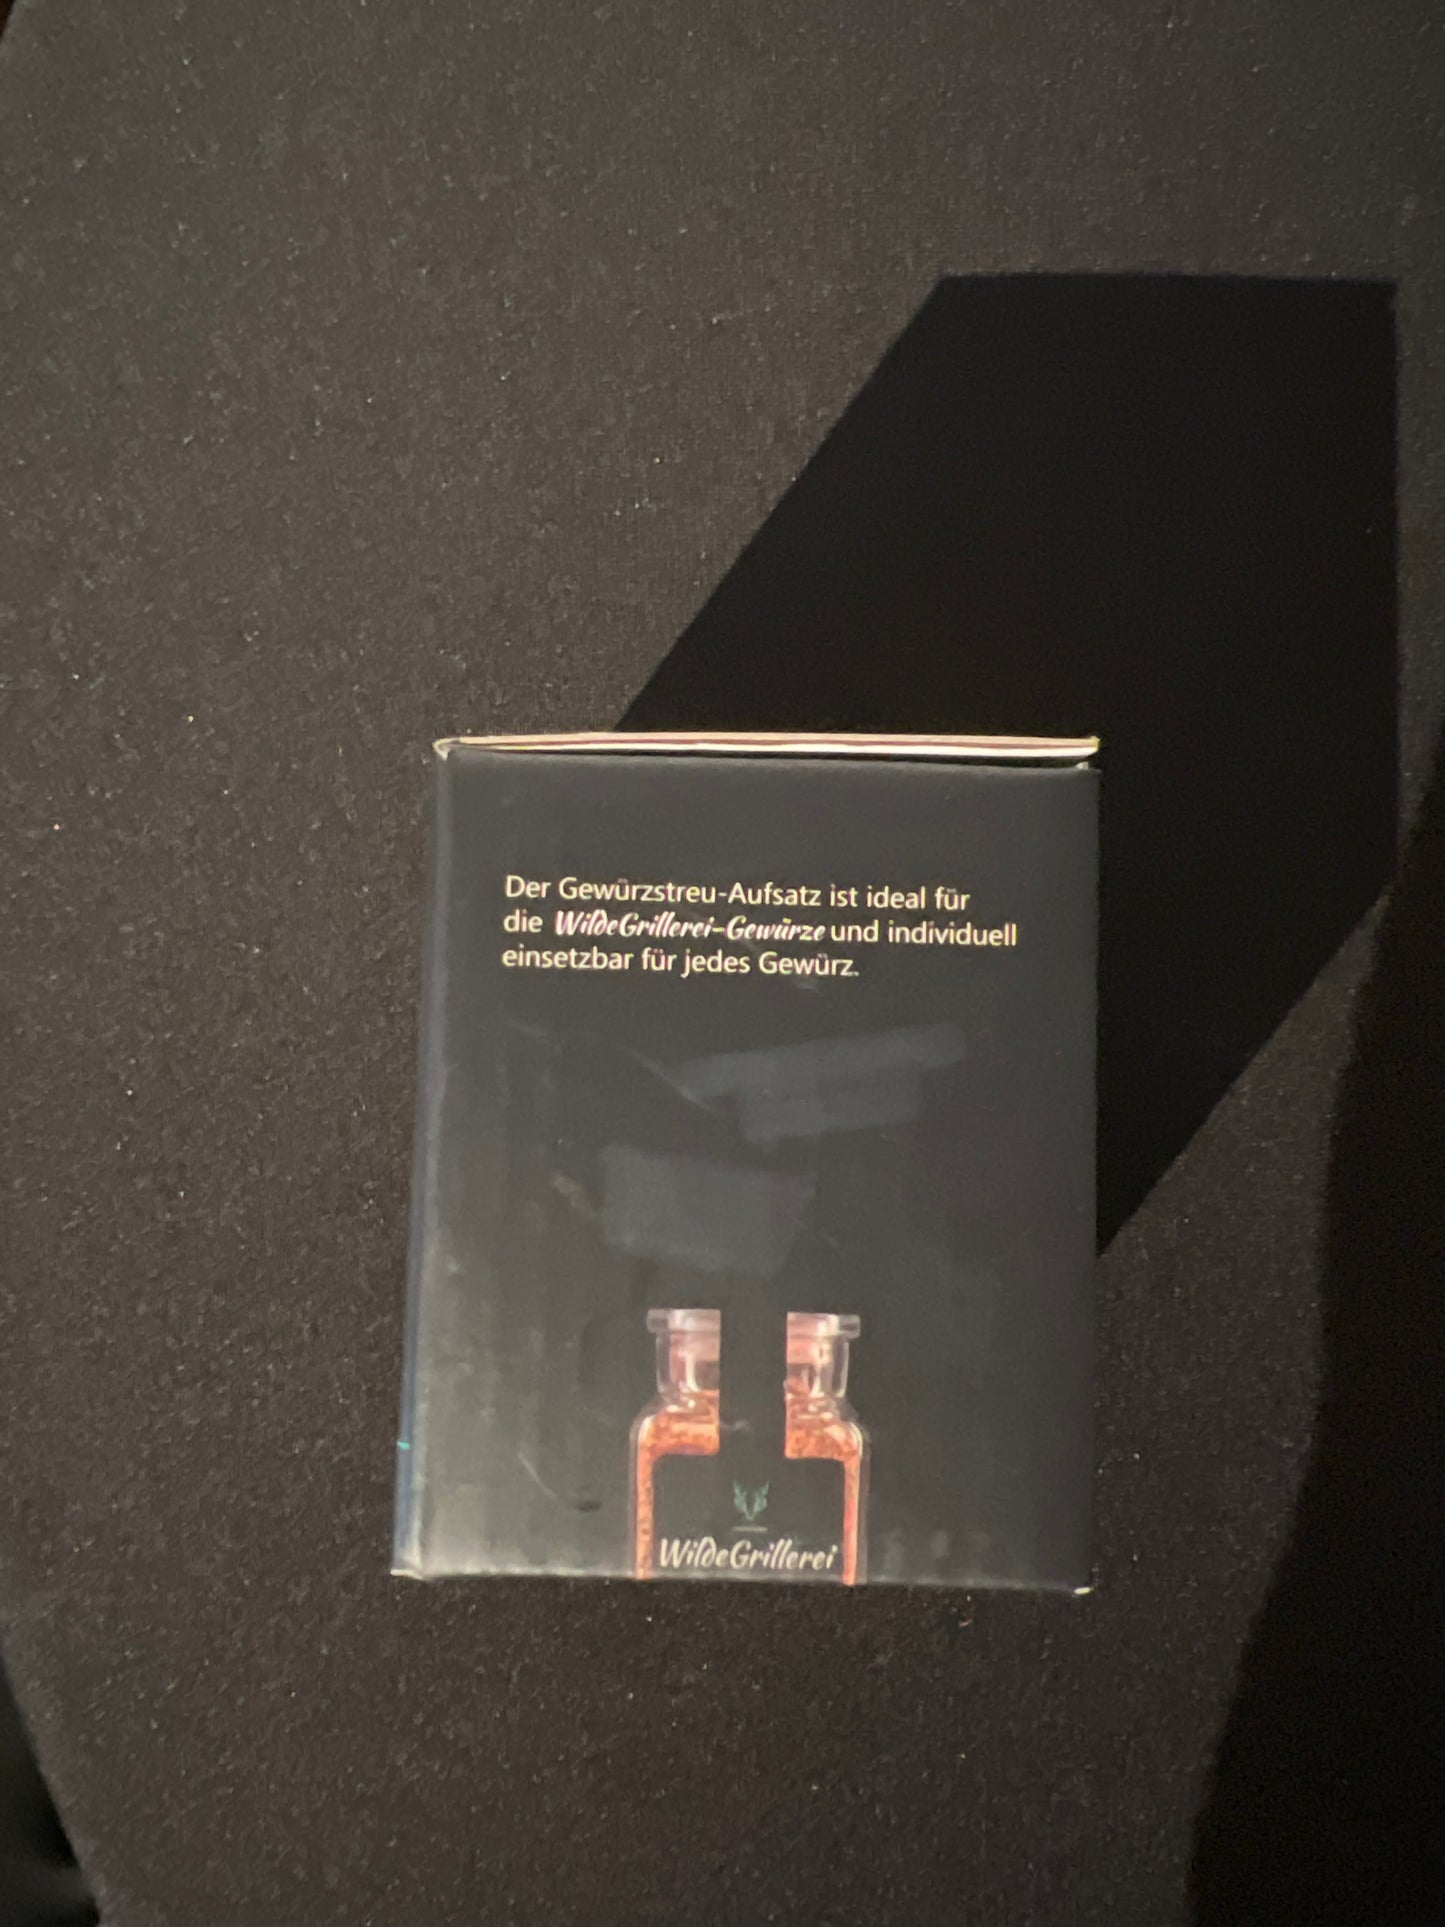 Der Gewürzstreu-Aufsatz ist ideal für
die WildeGrillerei-Gewürze und individuell
einsetzbar für jedes Gewürz.
WildeGrillerei